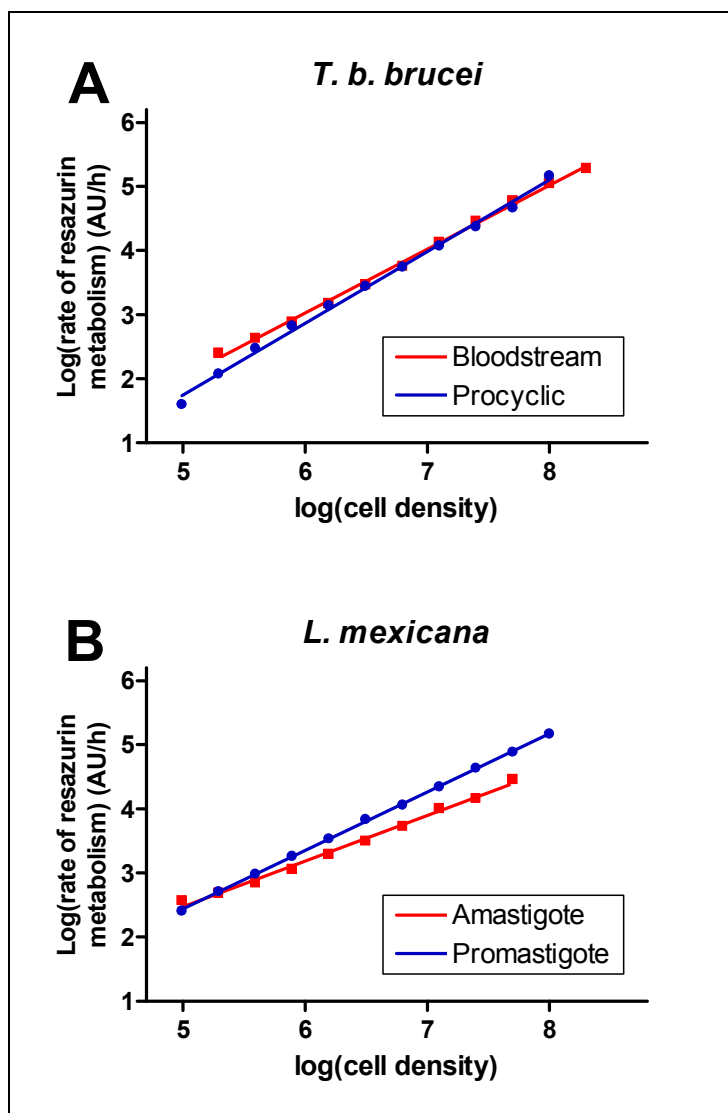 A
T. b. brucei
Log(rate of resazurin
metabolism) (AU/h)
6
5
4
3
2
1
Bloodstream
Procyclic
5 6 7 8
log(cell density)
B
L. mexicana
Log(rate of resazurin
metabolism) (AU/h)
6
5
4
3
2
1
Amastigote
Promastigote
5 6 7 8
log(cell density)